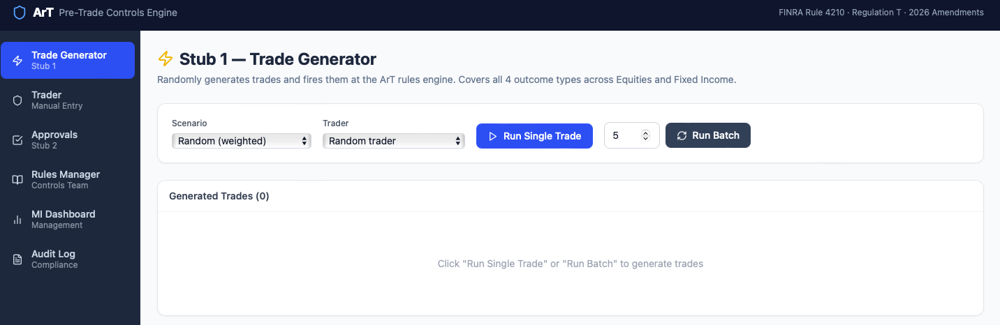 ArT Pre-Trade Controls Engine
FINRA Rule 4210 · Regulation T · 2026 Amendments
Trade Generator
Stub 1
Trader
Manual Entry
Approvals
Stub 2
Rules Manager
Controls Team
MI Dashboard
Management
Audit Log
Compliance
Stub 1 — Trade Generator
Randomly generates trades and fires them at the ArT rules engine. Covers all 4 outcome types across Equities and Fixed Income.
Scenario
Random (weighted)
Trader
Random trader
Run Single Trade
5
Run Batch
Generated Trades (0)
Click "Run Single Trade" or "Run Batch" to generate trades